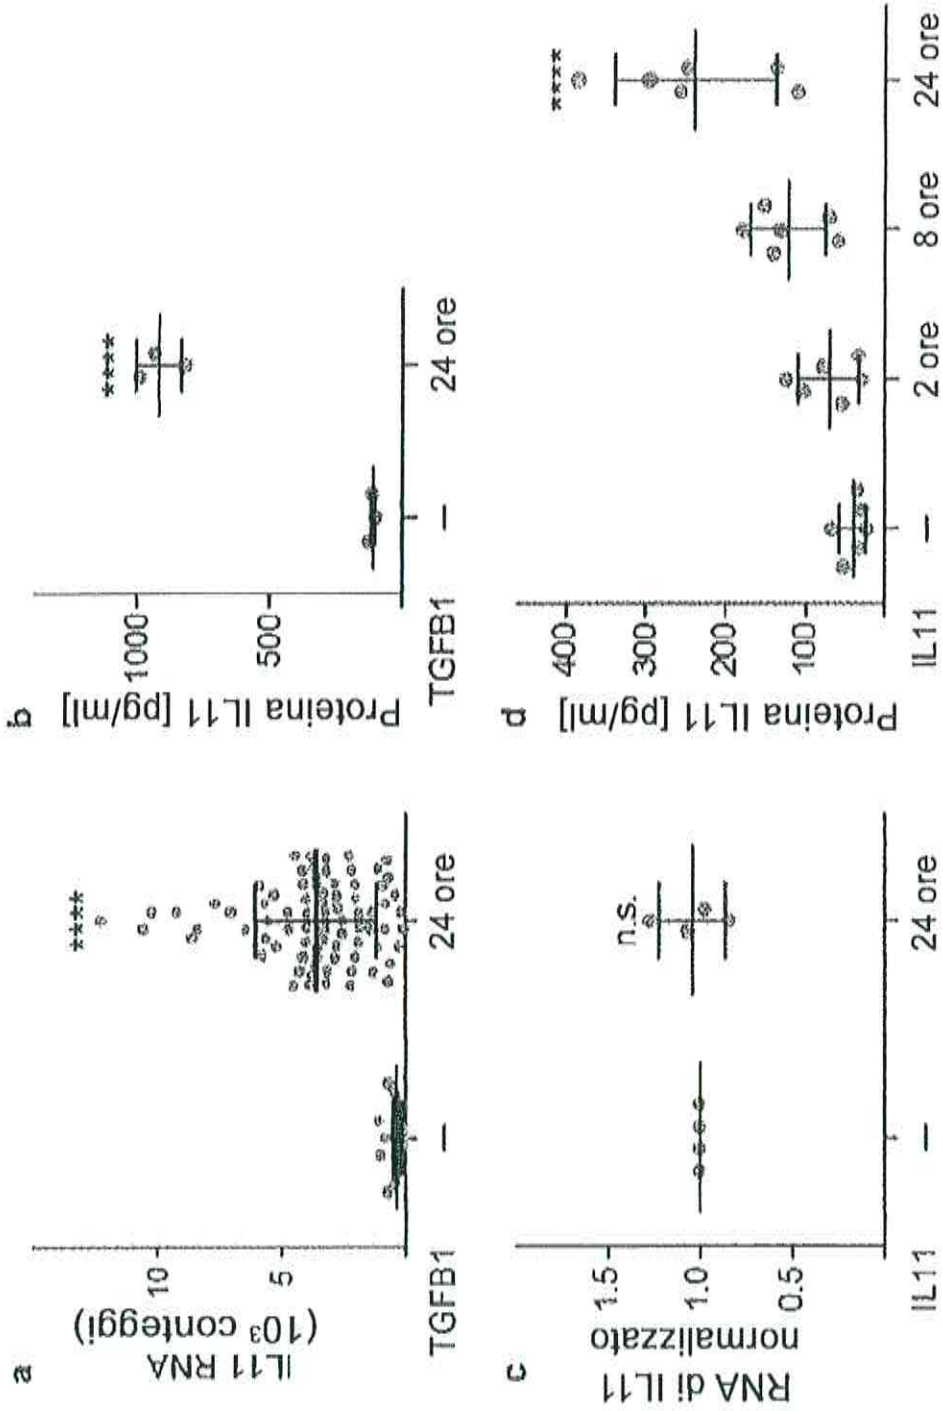 a
IL11 RNA
(10³ conteggi)
10
5
****
TGFB1
–
24 ore
b
Proteina IL11 [pg/ml]
1000
500
****
TGFB1
–
24 ore
c
RNA di IL11
normalizzato
1.5
1.0
0.5
n.s.
IL11
–
24 ore
d
Proteina IL11 [pg/ml]
400
300
200
100
****
IL11
–
2 ore
8 ore
24 ore